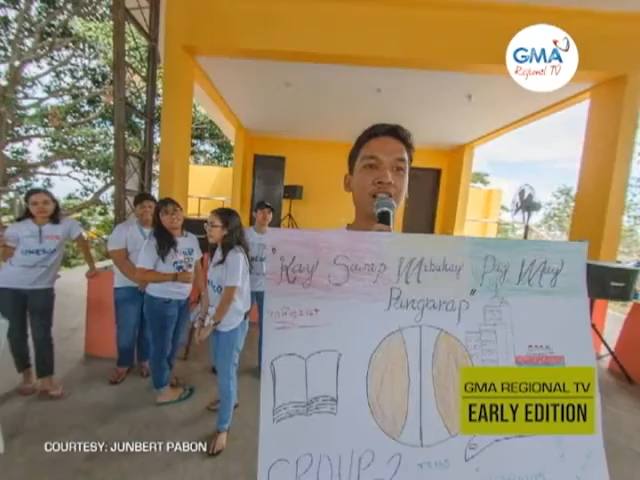 GMA
Regional TV
"Kay Sarap Mabuhay Pag May
Pangarap"
GROUP-2
GMA REGIONAL TV
EARLY EDITION
COURTESY: JUNBERT PABON